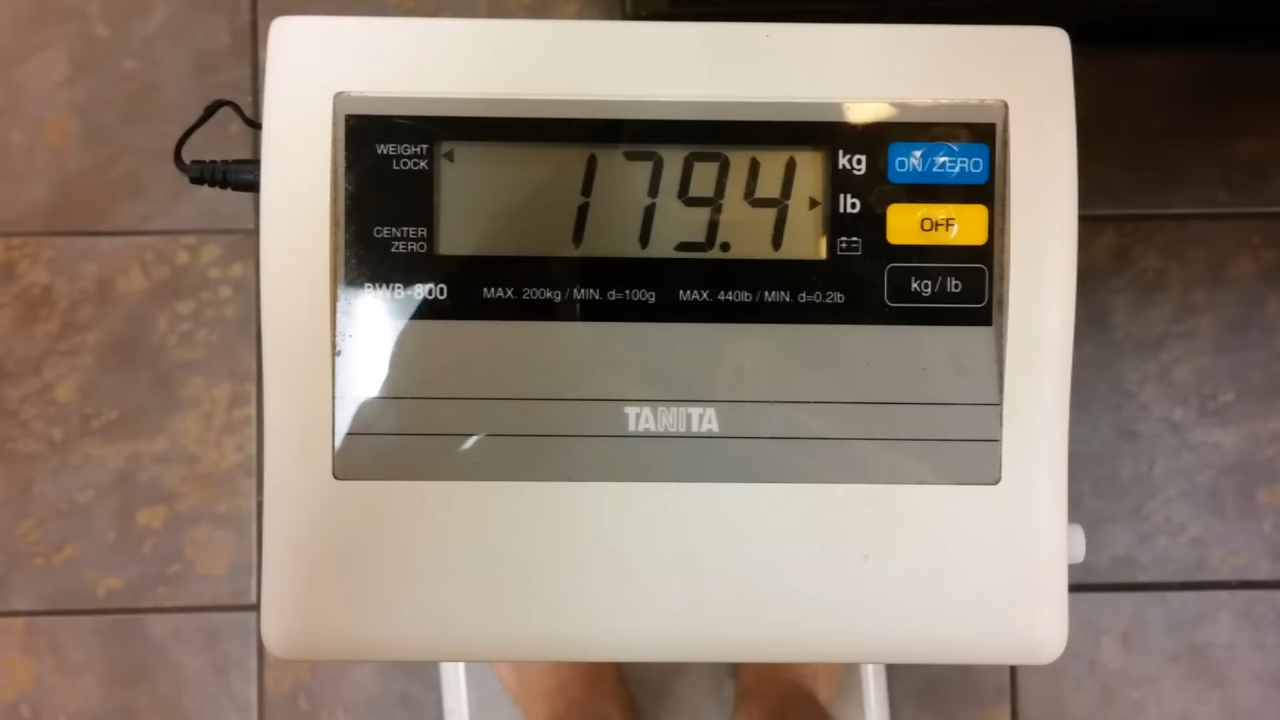 WEIGHT
LOCK
CENTER
ZERO
179.4
kg
lb
ON/ZERO
OFF
kg/lb
BWB-800
MAX. 200kg / MIN. d=100g
MAX. 440lb / MIN. d=0.2lb
TANITA